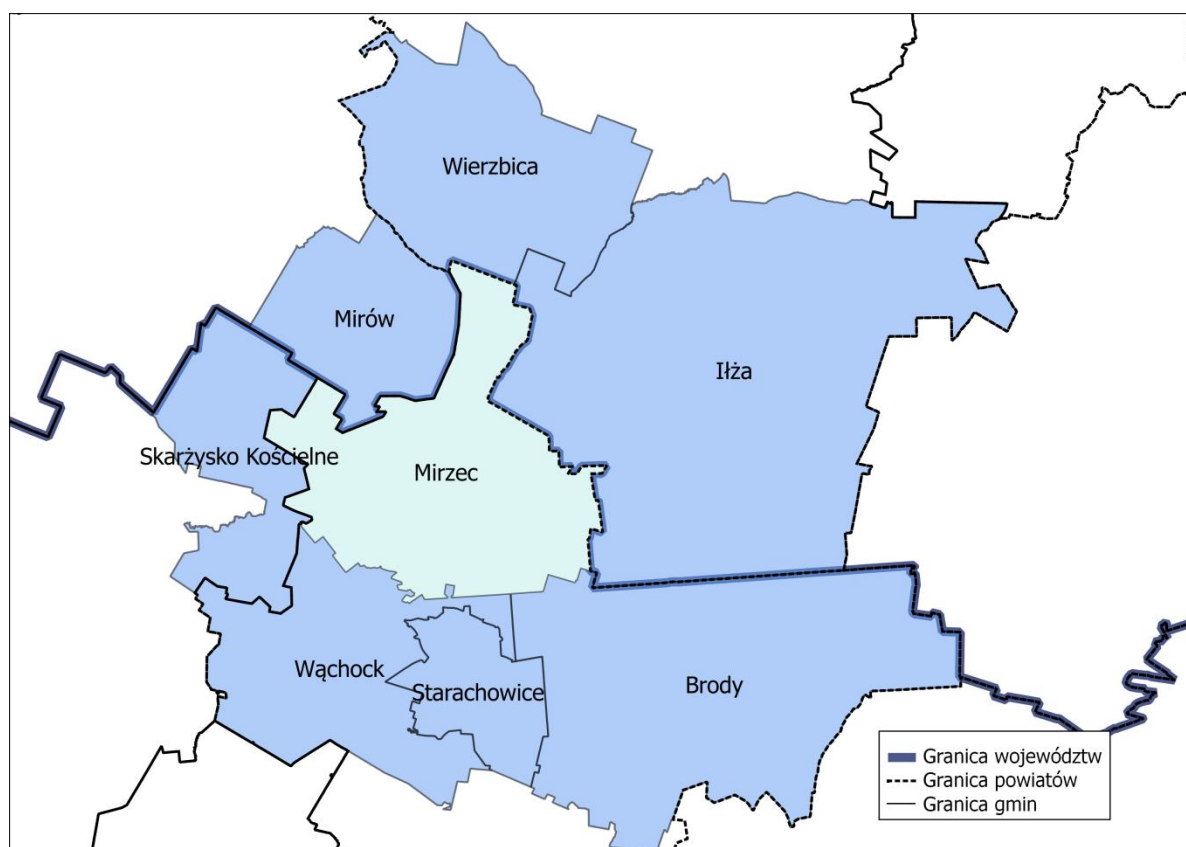 Wierzbica
Mirów
Iłża
Skarżysko Kościelne
Mirzec
Wąchock
Starachowice
Brody
Granica województw
Granica powiatów
Granica gmin